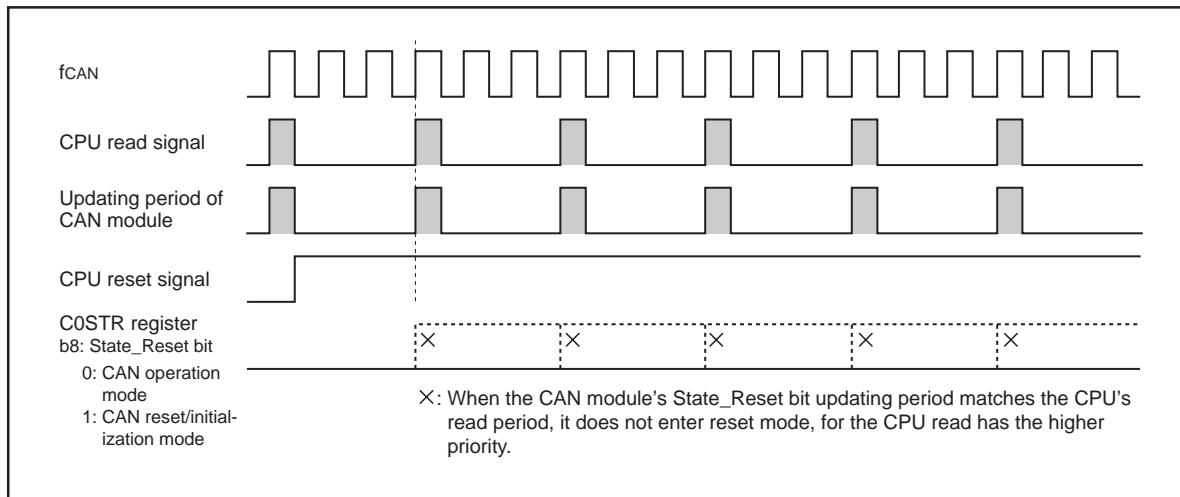 fCAN
CPU read signal
Updating period of
CAN module
CPU reset signal
C0STR register
b8: State_Reset bit
0: CAN operation
mode
1: CAN reset/initial-
ization mode
×: When the CAN module's State_Reset bit updating period matches the CPU's
read period, it does not enter reset mode, for the CPU read has the higher
priority.